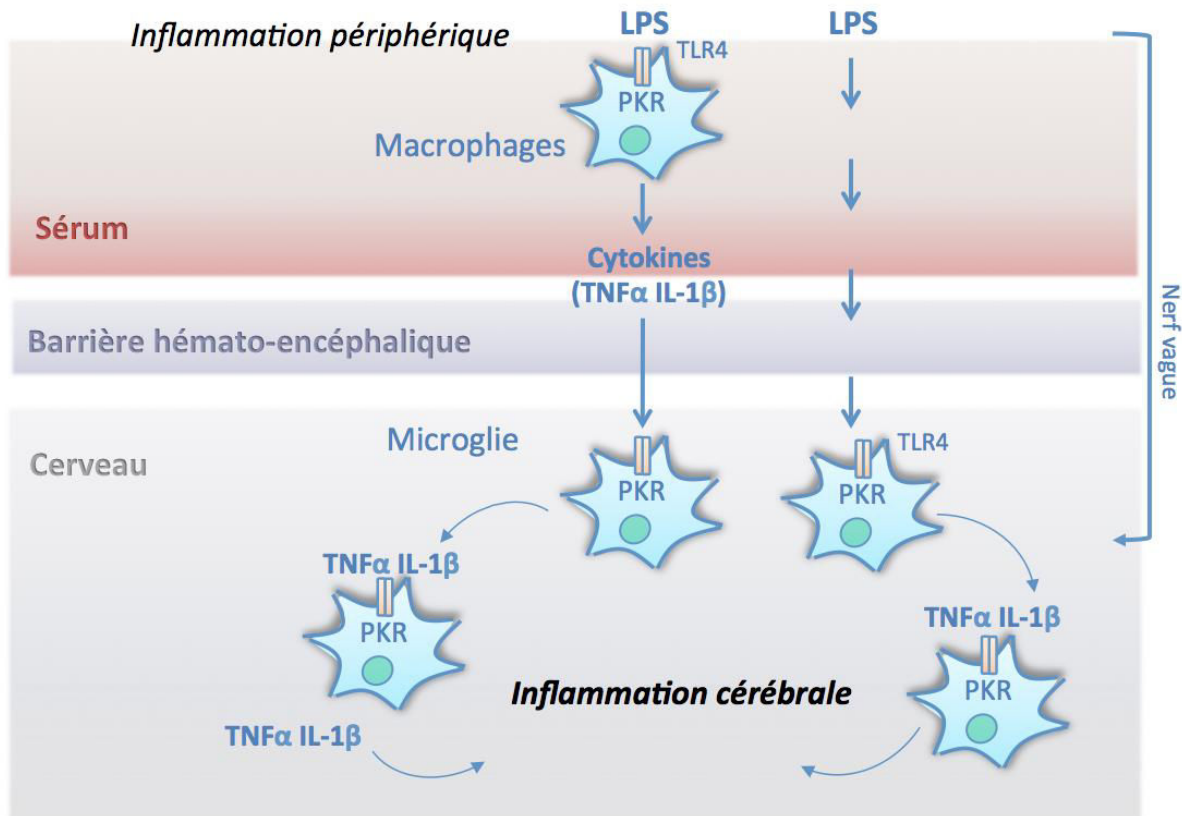 Inflammation périphérique
LPS
LPS
TLR4
PKR
Macrophages
Sérum
Cytokines
(TNFα IL-1β)
Barrière hémato-encéphalique
Nerf vague
Cerveau
Microglie
TLR4
PKR
PKR
TNFα IL-1β
PKR
TNFα IL-1β
PKR
Inflammation cérébrale
TNFα IL-1β